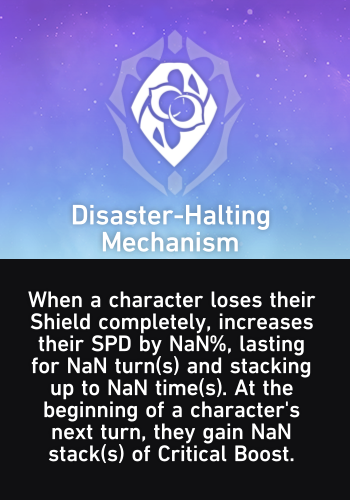 Disaster-Halting
Mechanism
When a character loses their
Shield completely, increases
their SPD by NaN%, lasting
for NaN turn(s) and stacking
up to NaN time(s). At the
beginning of a character's
next turn, they gain NaN
stack(s) of Critical Boost.